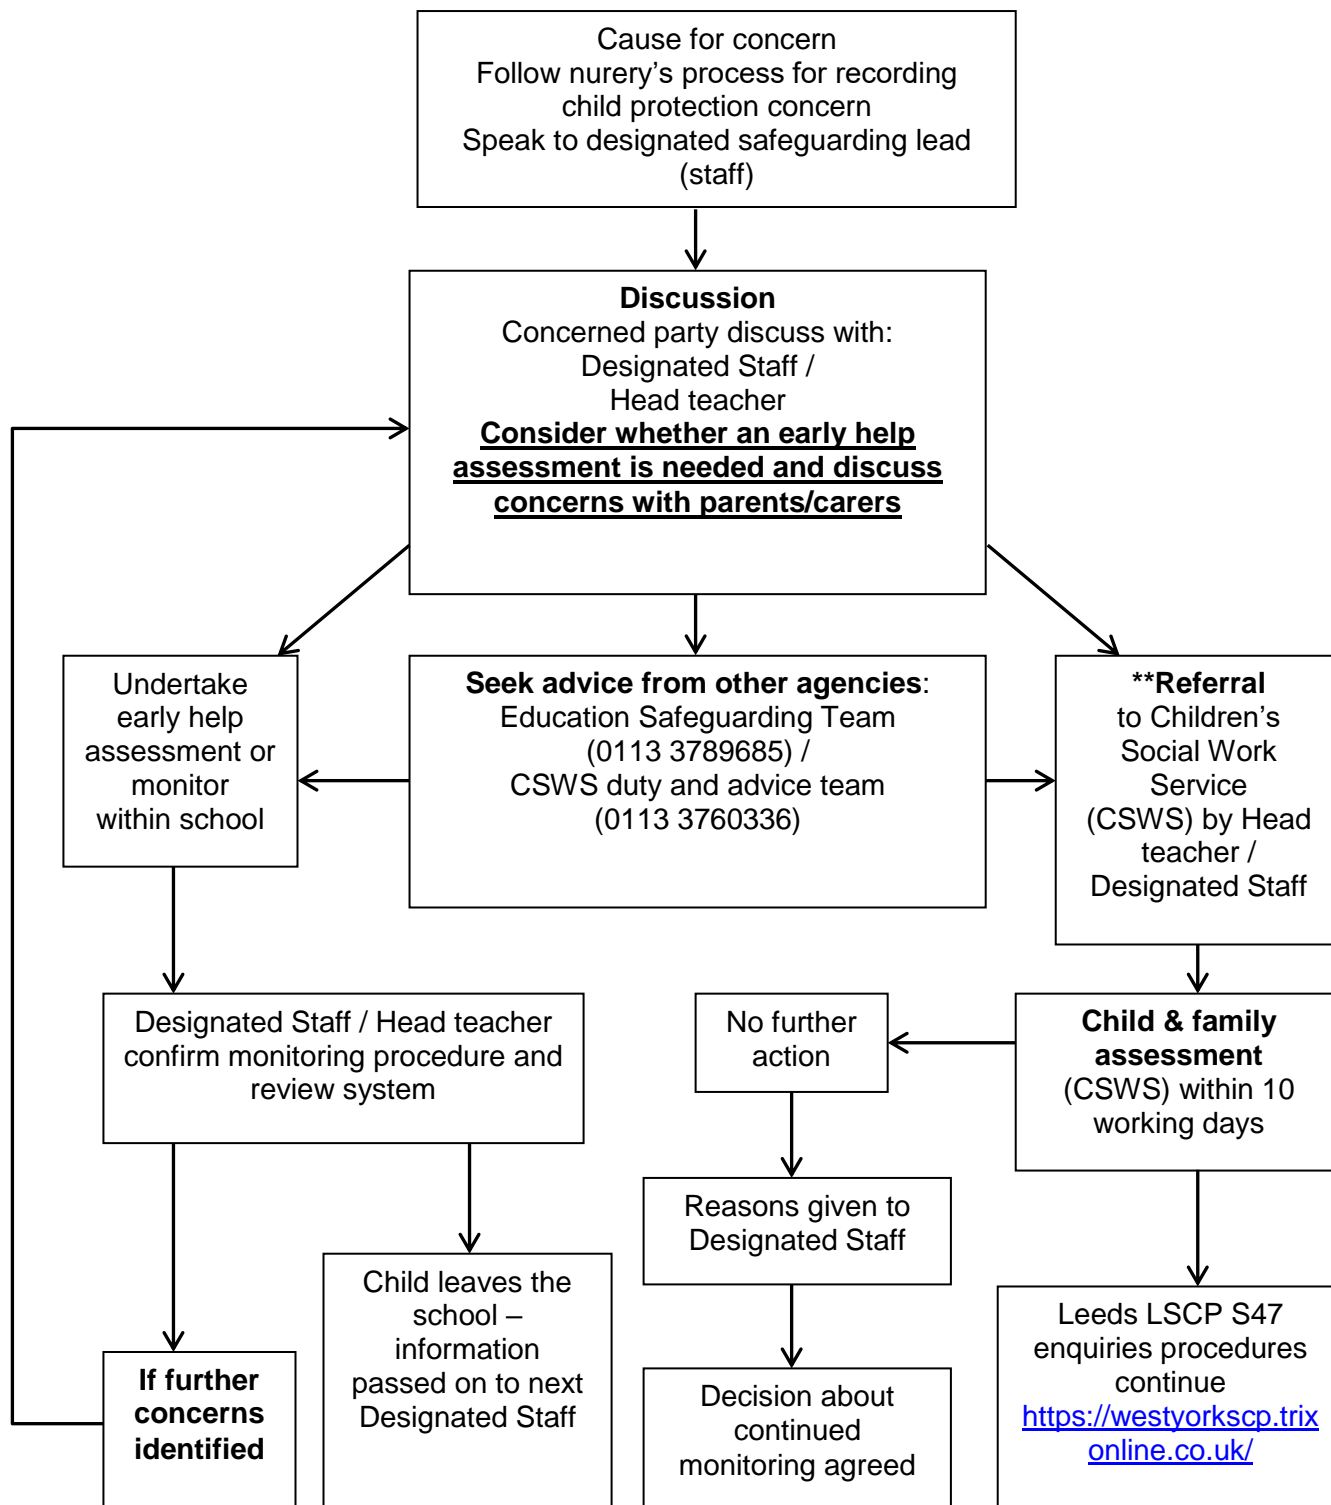 Cause for concern
Follow nurery’s process for recording
child protection concern
Speak to designated safeguarding lead
(staff)
Discussion
Concerned party discuss with:
Designated Staff /
Head teacher
Consider whether an early help
assessment is needed and discuss
concerns with parents/carers
Undertake
early help
assessment or
monitor
within school
Seek advice from other agencies:
Education Safeguarding Team
(0113 3789685) /
CSWS duty and advice team
(0113 3760336)
**Referral
to Children’s
Social Work
Service
(CSWS) by Head
teacher /
Designated Staff
Designated Staff / Head teacher
confirm monitoring procedure and
review system
No further
action
Child & family
assessment
(CSWS) within 10
working days
Reasons given to
Designated Staff
If further
concerns
identified
Child leaves the
school –
information
passed on to next
Designated Staff
Decision about
continued
monitoring agreed
Leeds LSCP S47
enquiries procedures
continue
https://westyorkscp.trix
online.co.uk/